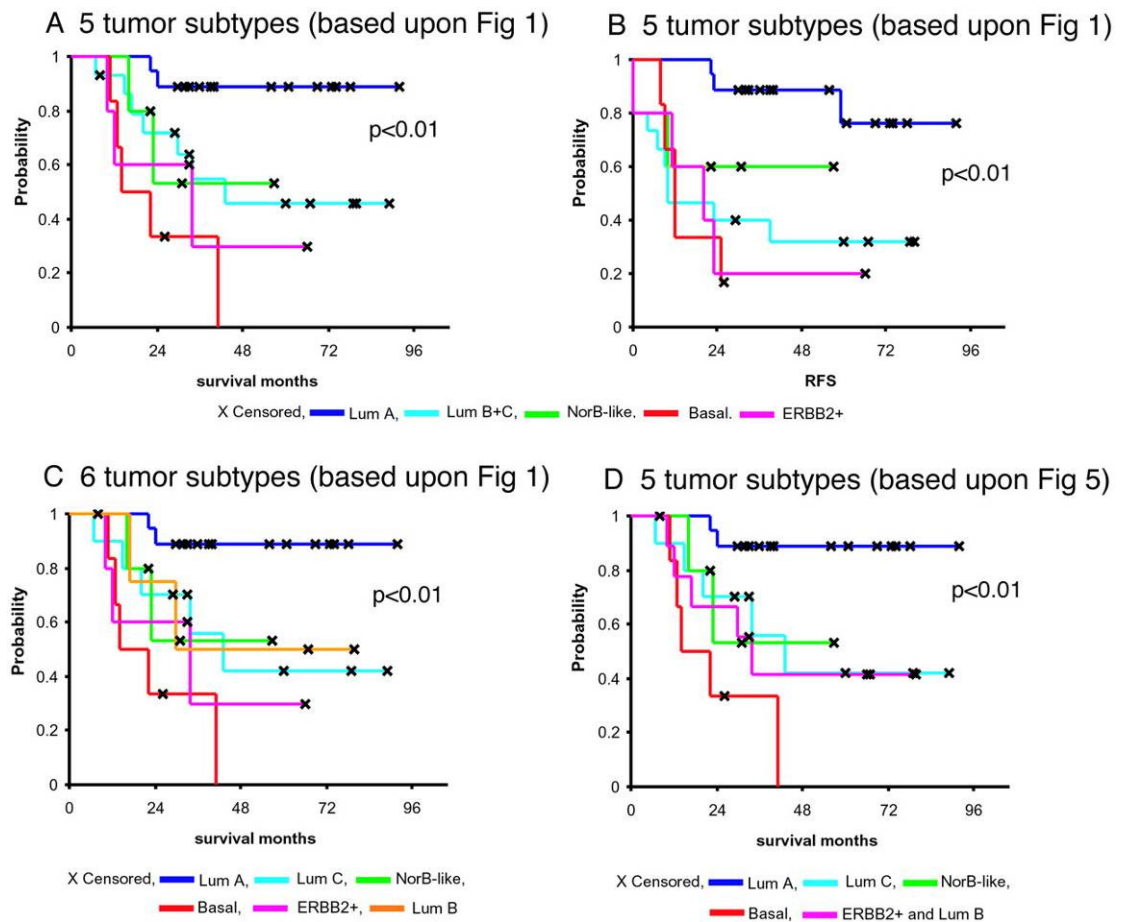 A 5 tumor subtypes (based upon Fig 1)
1
0.8
0.6
0.4
0.2
0
Probability
p<0.01
0 24 48 72 96
survival months
B 5 tumor subtypes (based upon Fig 1)
1
0.8
0.6
0.4
0.2
0
Probability
p<0.01
0 24 48 72 96
RFS
X Censored, Lum A, Lum B+C, NorB-like. Basal. ERBB2+
C 6 tumor subtypes (based upon Fig 1)
1
0.8
0.6
0.4
0.2
0
Probability
p<0.01
0 24 48 72 96
survival months
X Censored, Lum A, Lum C, NorB-like,
Basal, ERBB2+, Lum B
D 5 tumor subtypes (based upon Fig 5)
1
0.8
0.6
0.4
0.2
0
Probability
p<0.01
0 24 48 72 96
survival months
X Censored, Lum A, Lum C, NorB-like,
Basal, ERBB2+ and Lum B